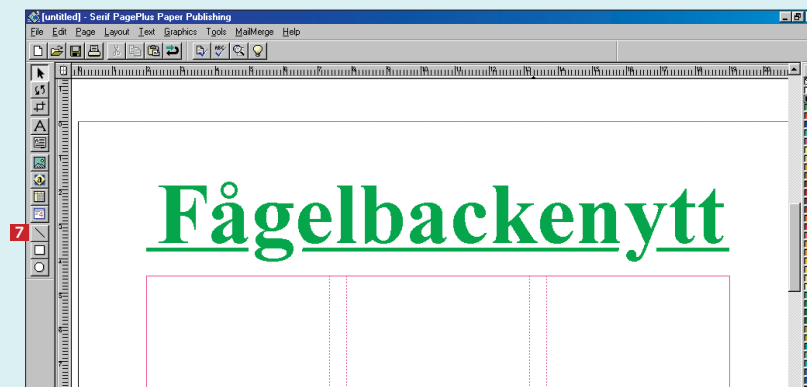 [untitled] - Serif PagePlus Paper Publishing
File Edit Page Layout Text Graphics Tools MailMerge Help
Fågelbackenytt
7